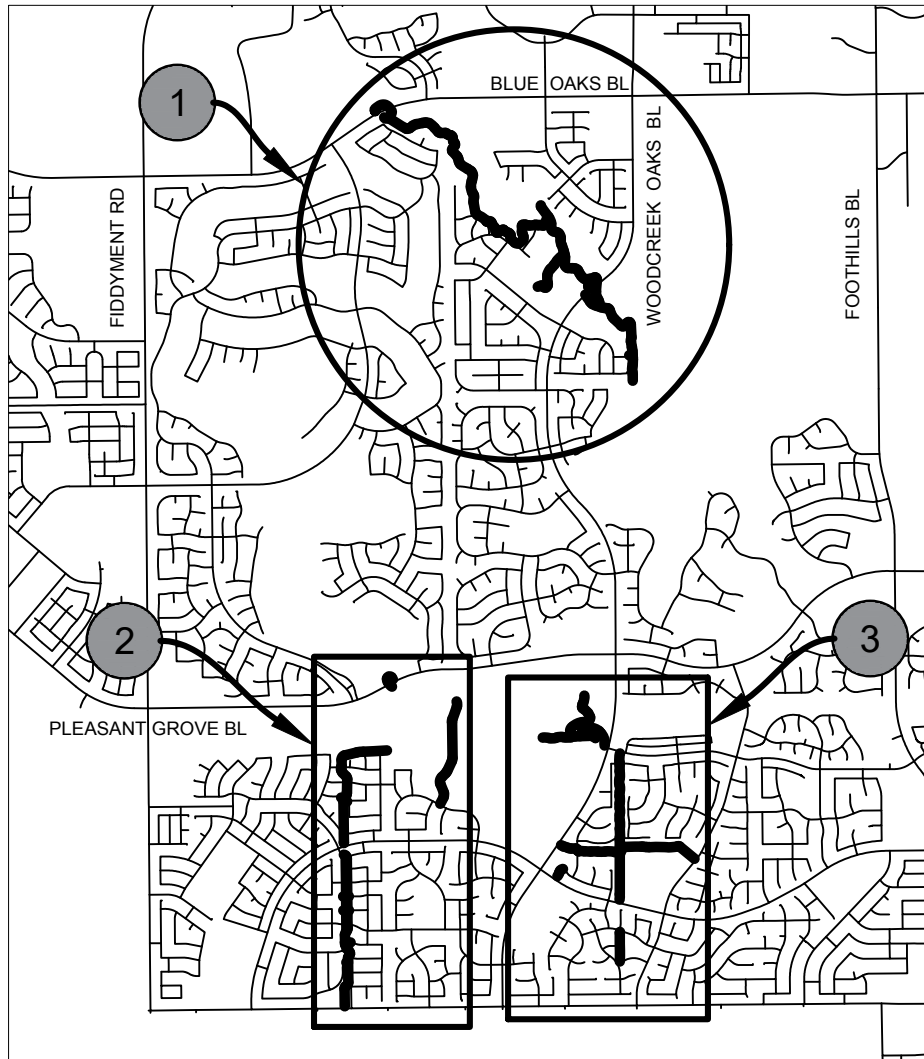 BLUE OAKS BL
1
FIDDYMENT RD
WOODCREEK OAKS BL
FOOTHILLS BL
2
3
PLEASANT GROVE BL